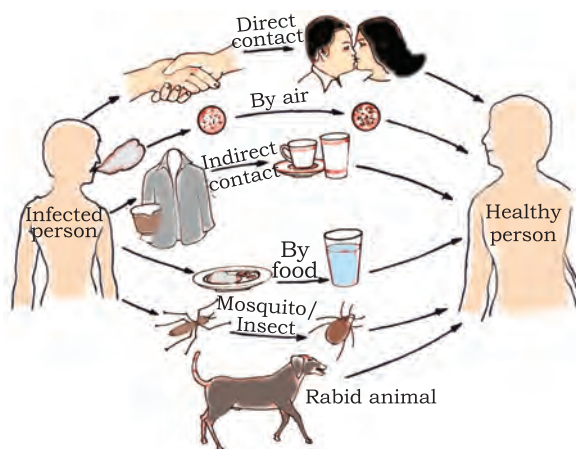 Direct
contact
By air
Indirect
contact
Infected
person
Healthy
person
By
food
Mosquito/
Insect
Rabid animal